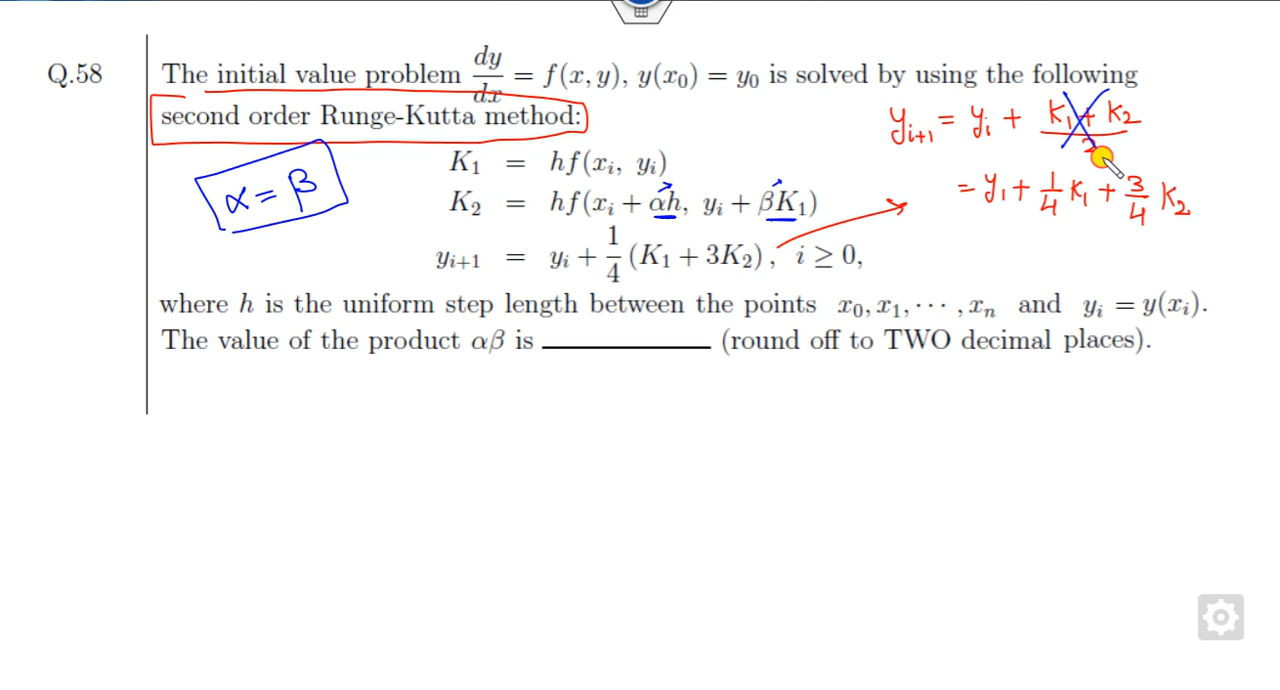 Q.58 The initial value problem dy/dx = f(x, y), y(x₀) = y₀ is solved by using the following
second order Runge-Kutta method:
yᵢ₊₁ = yᵢ + (K₁ + K₂)/2
K₁ = hf(xᵢ, yᵢ)
α = β
K₂ = hf(xᵢ + αh, yᵢ + βK₁)
= y₁ + 1/4 K₁ + 3/4 K₂
yᵢ₊₁ = yᵢ + 1/4 (K₁ + 3K₂), i ≥ 0,
where h is the uniform step length between the points x₀, x₁, ⋯, xₙ and yᵢ = y(xᵢ).
The value of the product αβ is ________ (round off to TWO decimal places).